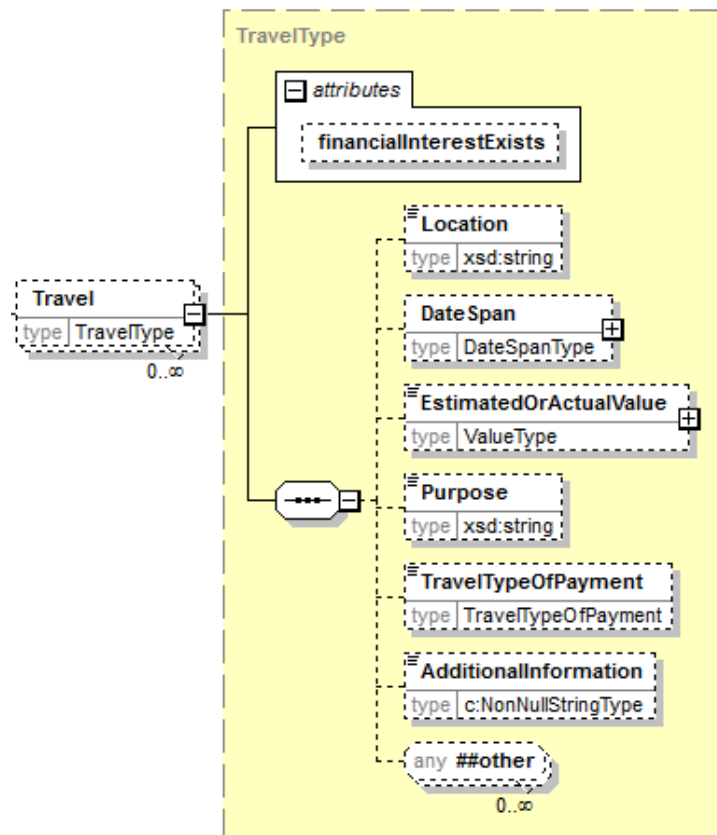 TravelType
attributes
financialInterestExists
Location
type xsd:string
Travel
type TravelType
0..∞
DateSpan
type DateSpanType
EstimatedOrActualValue
type ValueType
Purpose
type xsd:string
TravelTypeOfPayment
type TravelTypeOfPayment
AdditionalInformation
type c:NonNullStringType
any ##other
0..∞